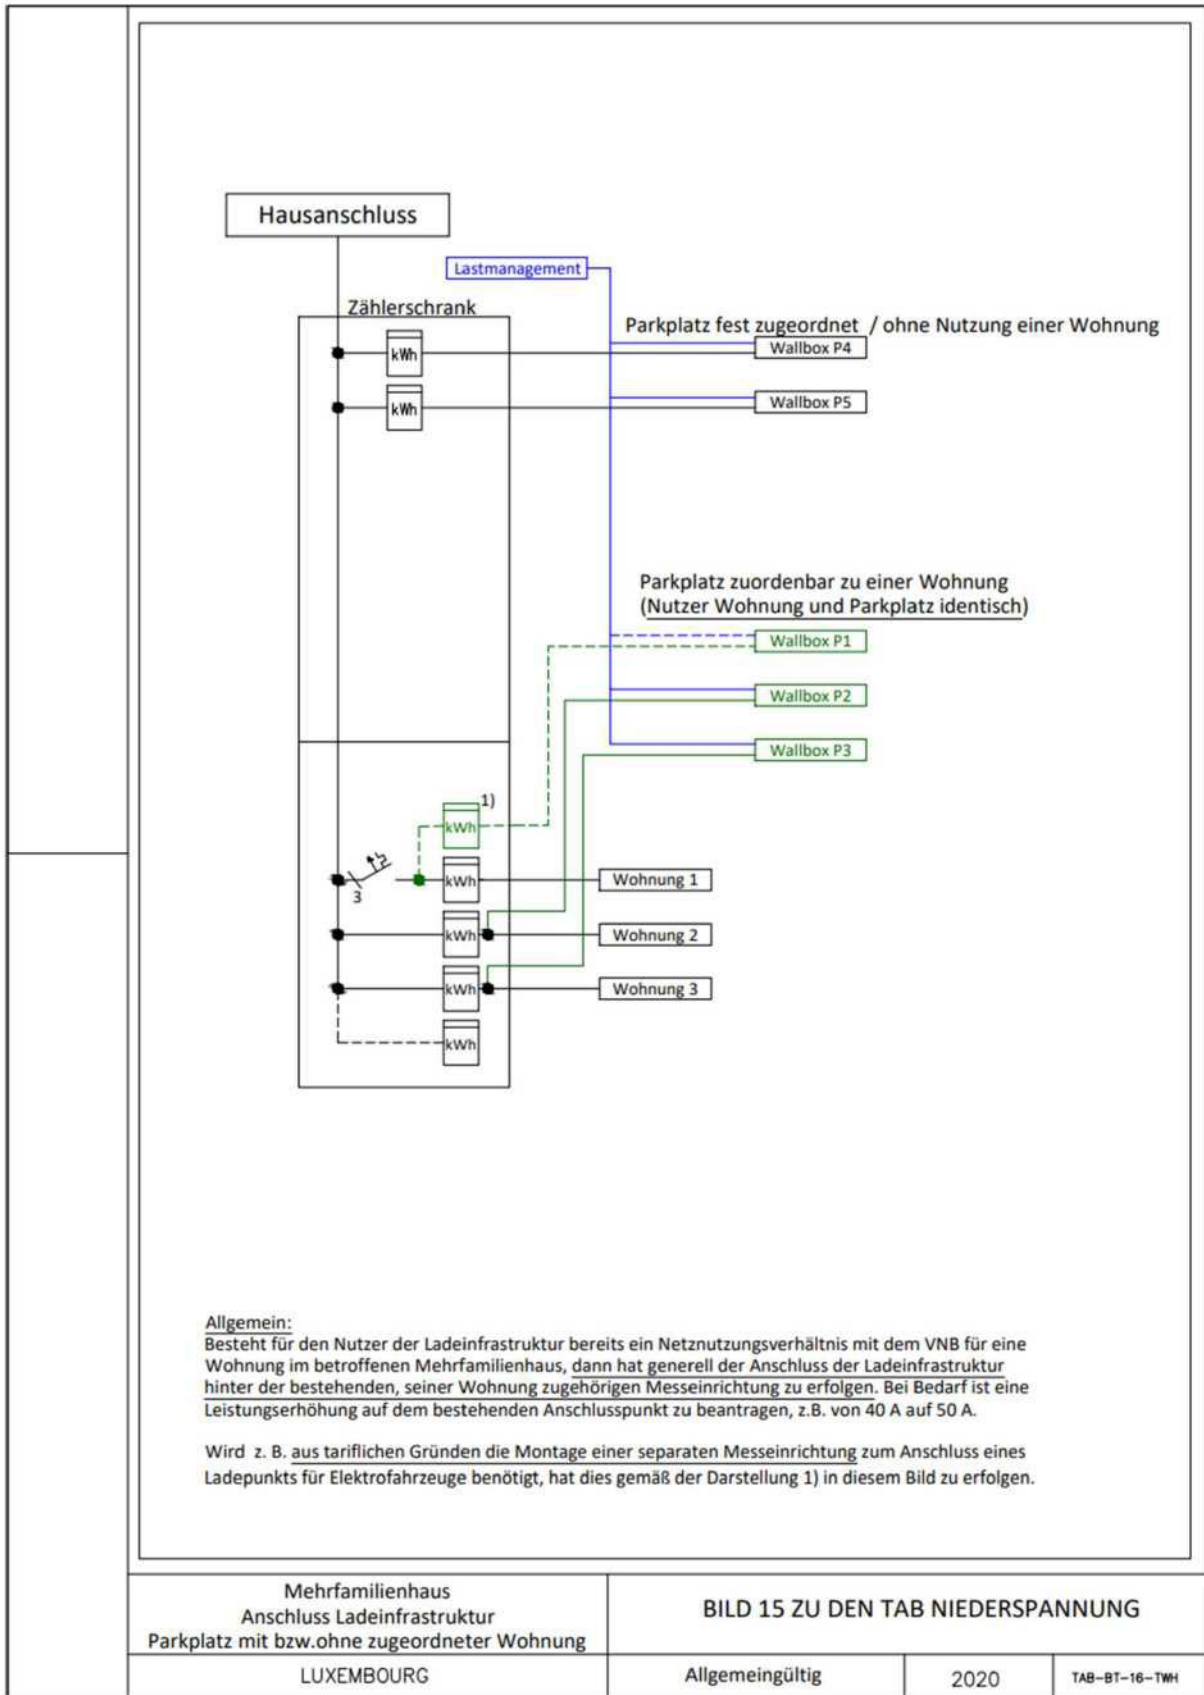 Hausanschluss
Lastmanagement
Zählerschrank
Parkplatz fest zugeordnet / ohne Nutzung einer Wohnung
kWh
Wallbox P4
kWh
Wallbox P5
Parkplatz zuordenbar zu einer Wohnung
(Nutzer Wohnung und Parkplatz identisch)
Wallbox P1
Wallbox P2
Wallbox P3
1)
kWh
3
kWh
Wohnung 1
kWh
Wohnung 2
kWh
Wohnung 3
kWh
Allgemein:
Besteht für den Nutzer der Ladeinfrastruktur bereits ein Netznutzungsverhältnis mit dem VNB für eine
Wohnung im betroffenen Mehrfamilienhaus, dann hat generell der Anschluss der Ladeinfrastruktur
hinter der bestehenden, seiner Wohnung zugehörigen Messeinrichtung zu erfolgen. Bei Bedarf ist eine
Leistungserhöhung auf dem bestehenden Anschlusspunkt zu beantragen, z.B. von 40 A auf 50 A.
Wird z. B. aus tariflichen Gründen die Montage einer separaten Messeinrichtung zum Anschluss eines
Ladepunkts für Elektrofahrzeuge benötigt, hat dies gemäß der Darstellung 1) in diesem Bild zu erfolgen.
Mehrfamilienhaus
Anschluss Ladeinfrastruktur
Parkplatz mit bzw.ohne zugeordneter Wohnung
BILD 15 ZU DEN TAB NIEDERSPANNUNG
LUXEMBOURG
Allgemeingültig
2020
TAB-BT-16-TWH